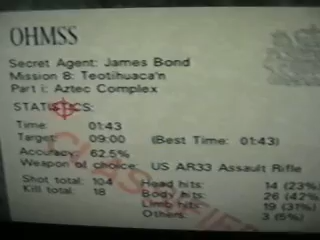 OHMSS
Secret Agent: James Bond
Mission 8: Teotihuaca'n
Part i: Aztec Complex
STATISTICS:
Time: 01:43
Target: 09:00 (Best Time: 01:43)
Accuracy: 62.5%
Weapon of choice: US AR33 Assault Rifle
Shot total: 104 Head hits: 14 (23%)
Kill total: 18 Body hits: 26 (42%)
Limb hits: 19 (31%)
Others: 3 (5%)
CLASSIFIED